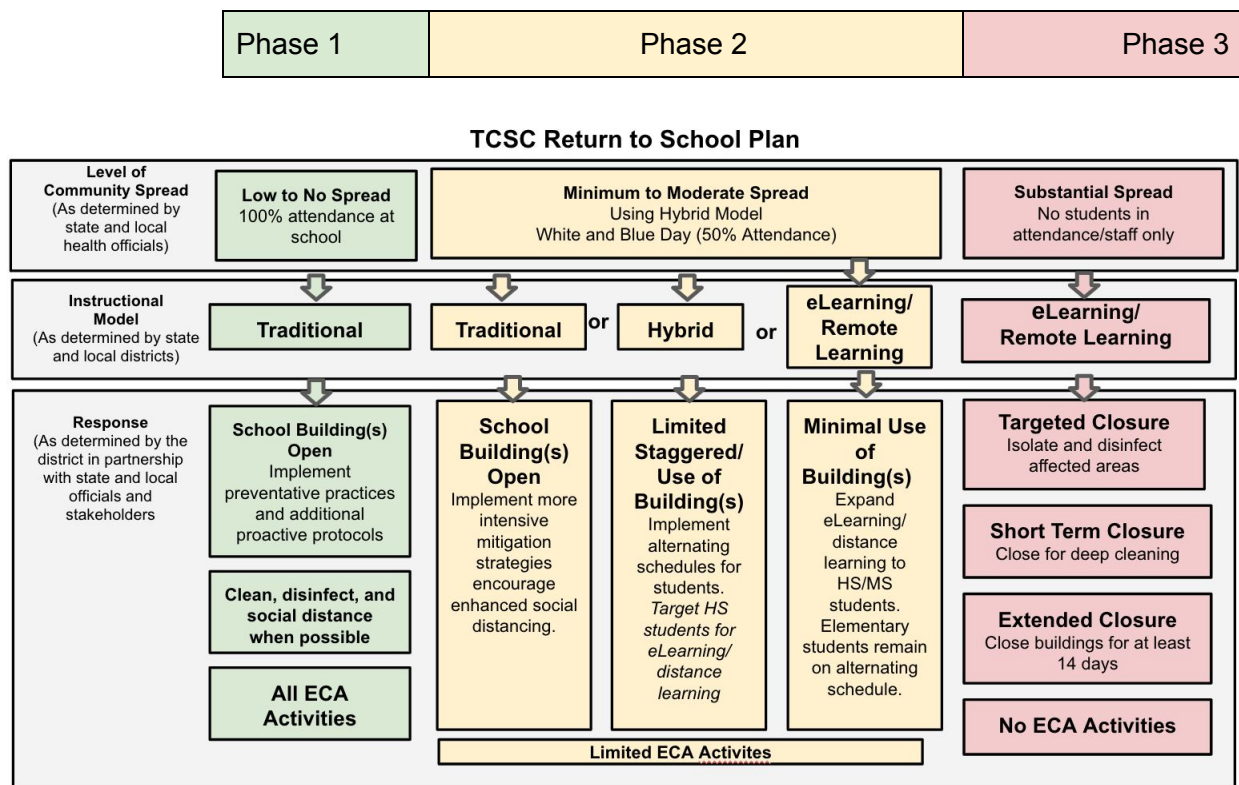 Phase 1
Phase 2
Phase 3
TCSC Return to School Plan
Level of
Community Spread
(As determined by
state and local
health officials)
Low to No Spread
100% attendance at
school
Minimum to Moderate Spread
Using Hybrid Model
White and Blue Day (50% Attendance)
Substantial Spread
No students in
attendance/staff only
Instructional
Model
(As determined by state
and local districts)
Traditional
Traditional
or
Hybrid
or
eLearning/
Remote
Learning
eLearning/
Remote Learning
Response
(As determined by the
district in partnership
with state and local
officials and
stakeholders
School Building(s)
Open
Implement
preventative practices
and additional
proactive protocols
Clean, disinfect, and
social distance
when possible
All ECA
Activities
School
Building(s)
Open
Implement more
intensive
mitigation
strategies
encourage
enhanced social
distancing.
Limited
Staggered/
Use of
Building(s)
Implement
alternating
schedules for
students.
Target HS
students for
eLearning/
distance
learning
Minimal Use
of
Building(s)
Expand
eLearning/
distance
learning to
HS/MS
students.
Elementary
students remain
on alternating
schedule.
Limited ECA Activites
Targeted Closure
Isolate and disinfect
affected areas
Short Term Closure
Close for deep cleaning
Extended Closure
Close buildings for at least
14 days
No ECA Activities